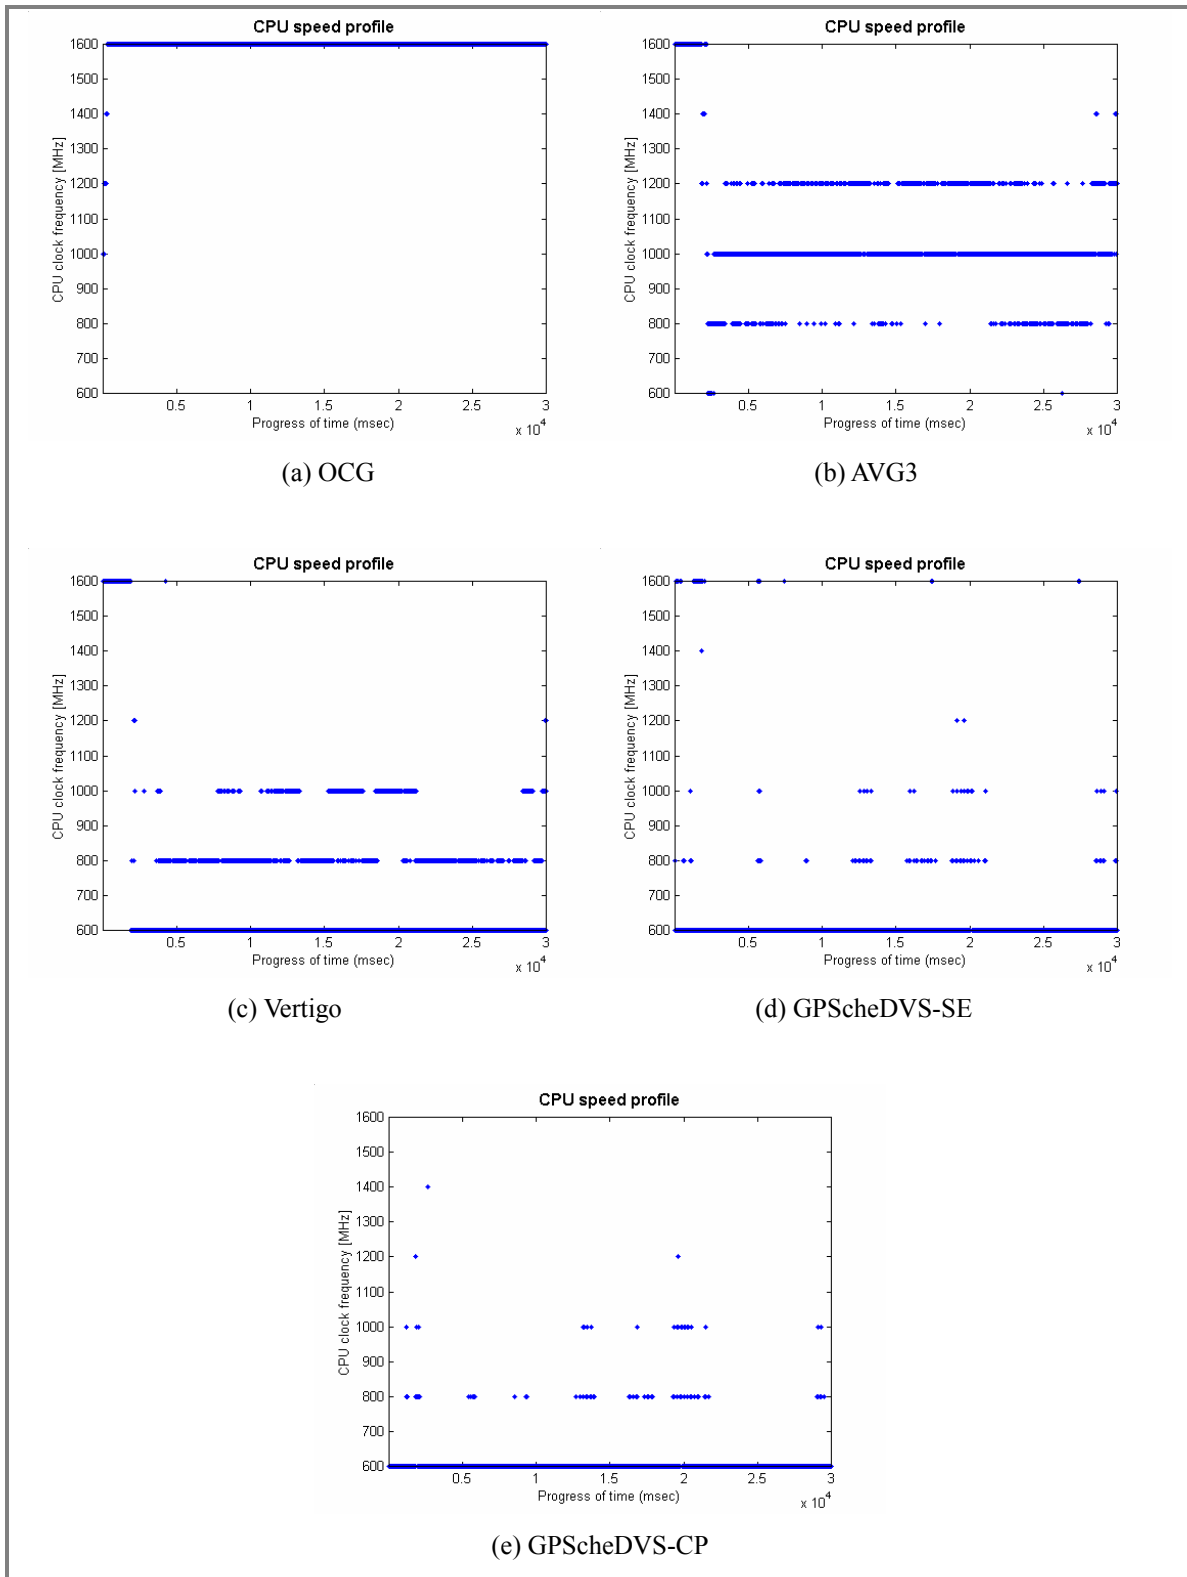 CPU speed profile
1600
1500
1400
1300
1200
1100
1000
900
800
700
600
CPU clock frequency [MHz]
0.5 1 1.5 2 2.5 3
Progress of time (msec)
x 10^4
(a) OCG
CPU speed profile
1600
1500
1400
1300
1200
1100
1000
900
800
700
600
CPU clock frequency [MHz]
0.5 1 1.5 2 2.5 3
Progress of time (msec)
x 10^4
(b) AVG3
CPU speed profile
1600
1500
1400
1300
1200
1100
1000
900
800
700
600
CPU clock frequency [MHz]
0.5 1 1.5 2 2.5 3
Progress of time (msec)
x 10^4
(c) Vertigo
CPU speed profile
1600
1500
1400
1300
1200
1100
1000
900
800
700
600
CPU clock frequency [MHz]
0.5 1 1.5 2 2.5 3
Progress of time (msec)
x 10^4
(d) GPScheDVS-SE
CPU speed profile
1600
1500
1400
1300
1200
1100
1000
900
800
700
600
CPU clock frequency [MHz]
0.5 1 1.5 2 2.5 3
Progress of time (msec)
x 10^4
(e) GPScheDVS-CP